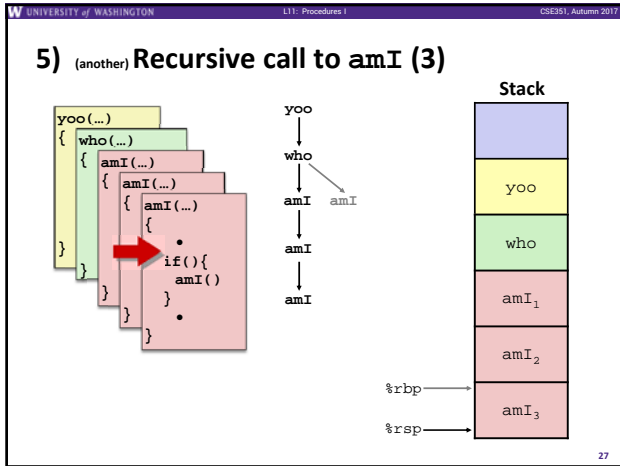 W UNIVERSITY of WASHINGTON
L11: Procedures I
CSE351, Autumn 2017
5) (another) Recursive call to amI (3)
yoo(…)
{
}
who(…)
{
}
amI(…)
{
}
amI(…)
{
}
amI(…)
{
•
if(){
amI()
}
•
}
yoo
who
amI amI
amI
amI
Stack
yoo
who
amI1
amI2
%rbp
amI3
%rsp
27